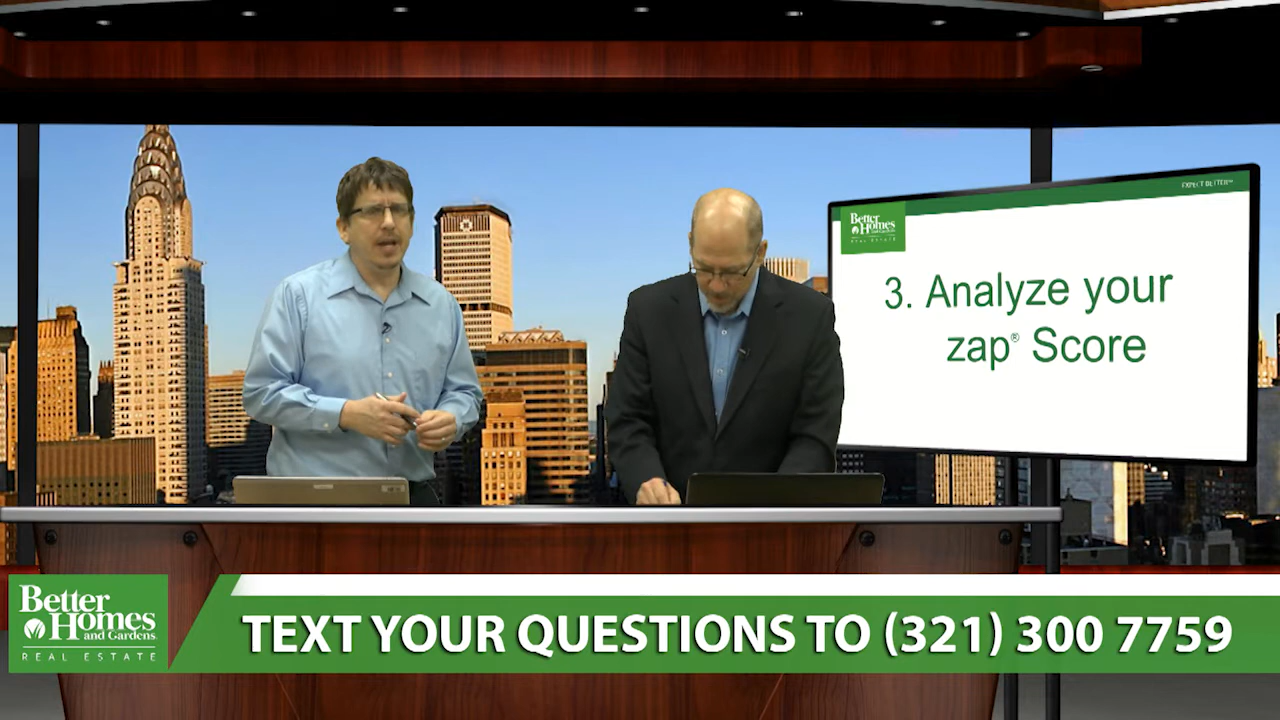 EXPECT BETTER℠
Better
Homes
and Gardens
REAL ESTATE
3. Analyze your
zap® Score
Better
Homes
and Gardens
REAL ESTATE
TEXT YOUR QUESTIONS TO (321) 300 7759